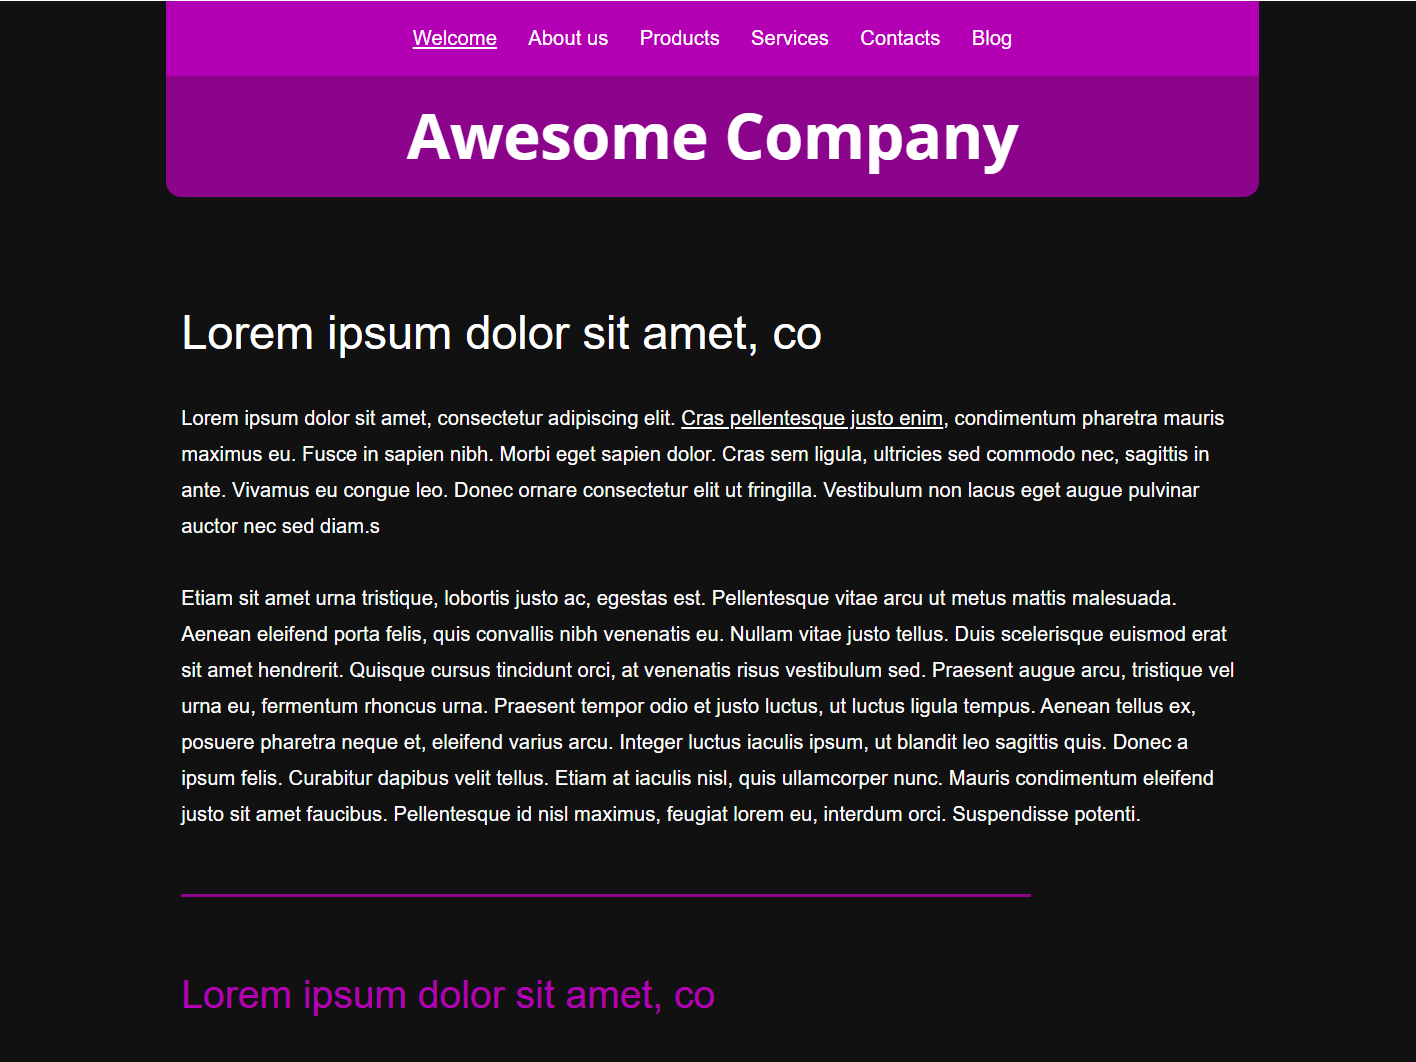 Welcome About us Products Services Contacts Blog
Awesome Company
Lorem ipsum dolor sit amet, co
Lorem ipsum dolor sit amet, consectetur adipiscing elit. Cras pellentesque justo enim, condimentum pharetra mauris
maximus eu. Fusce in sapien nibh. Morbi eget sapien dolor. Cras sem ligula, ultricies sed commodo nec, sagittis in
ante. Vivamus eu congue leo. Donec ornare consectetur elit ut fringilla. Vestibulum non lacus eget augue pulvinar
auctor nec sed diam.s
Etiam sit amet urna tristique, lobortis justo ac, egestas est. Pellentesque vitae arcu ut metus mattis malesuada.
Aenean eleifend porta felis, quis convallis nibh venenatis eu. Nullam vitae justo tellus. Duis scelerisque euismod erat
sit amet hendrerit. Quisque cursus tincidunt orci, at venenatis risus vestibulum sed. Praesent augue arcu, tristique vel
urna eu, fermentum rhoncus urna. Praesent tempor odio et justo luctus, ut luctus ligula tempus. Aenean tellus ex,
posuere pharetra neque et, eleifend varius arcu. Integer luctus iaculis ipsum, ut blandit leo sagittis quis. Donec a
ipsum felis. Curabitur dapibus velit tellus. Etiam at iaculis nisl, quis ullamcorper nunc. Mauris condimentum eleifend
justo sit amet faucibus. Pellentesque id nisl maximus, feugiat lorem eu, interdum orci. Suspendisse potenti.
Lorem ipsum dolor sit amet, co